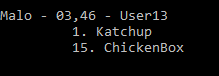 Malo - 03,46 - User13
1. Katchup
15. ChickenBox